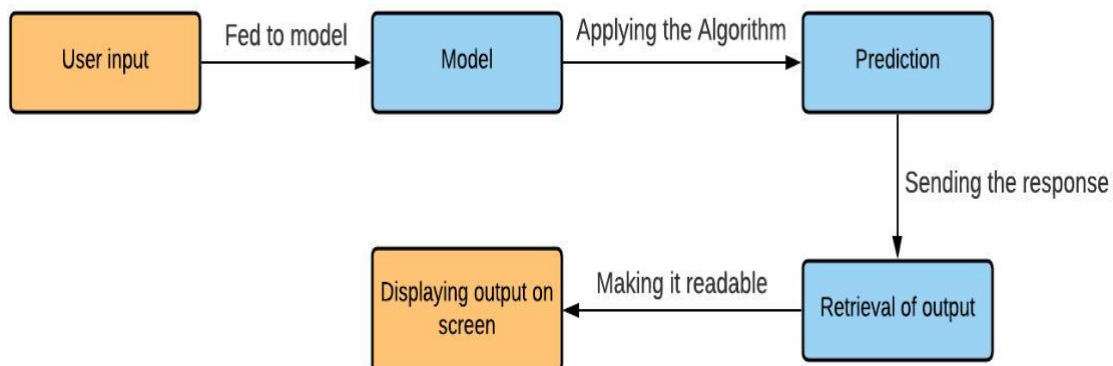 User input
Fed to model
Model
Applying the Algorithm
Prediction
Sending the response
Retrieval of output
Making it readable
Displaying output on
screen